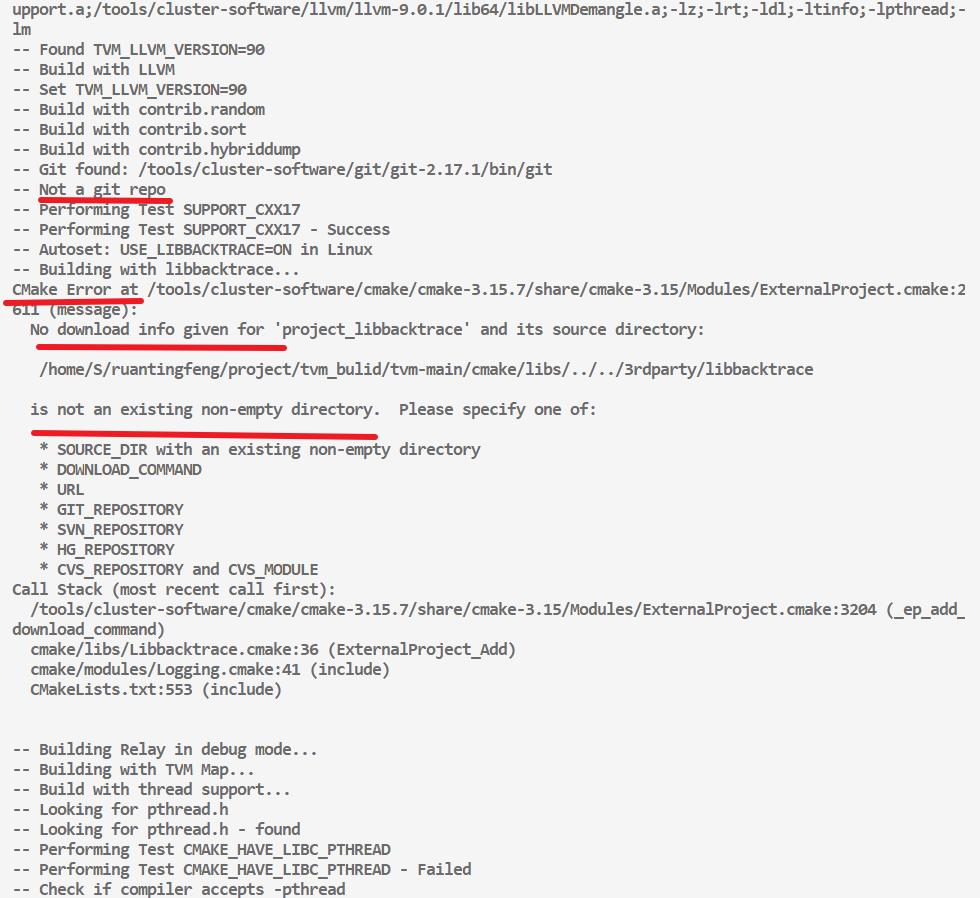 upport.a;/tools/cluster-software/llvm/llvm-9.0.1/lib64/libLLVMDemangle.a;-lz;-lrt;-ldl;-ltinfo;-lpthread;-
lm
-- Found TVM_LLVM_VERSION=90
-- Build with LLVM
-- Set TVM_LLVM_VERSION=90
-- Build with contrib.random
-- Build with contrib.sort
-- Build with contrib.hybriddump
-- Git found: /tools/cluster-software/git/git-2.17.1/bin/git
-- Not a git repo
-- Performing Test SUPPORT_CXX17
-- Performing Test SUPPORT_CXX17 - Success
-- Autoset: USE_LIBBACKTRACE=ON in Linux
-- Building with libbacktrace...
CMake Error at /tools/cluster-software/cmake/cmake-3.15.7/share/cmake-3.15/Modules/ExternalProject.cmake:2
611 (message):
  No download info given for 'project_libbacktrace' and its source directory:

   /home/S/ruantingfeng/project/tvm_bulid/tvm-main/cmake/libs/../../3rdparty/libbacktrace

  is not an existing non-empty directory.  Please specify one of:

   * SOURCE_DIR with an existing non-empty directory
   * DOWNLOAD_COMMAND
   * URL
   * GIT_REPOSITORY
   * SVN_REPOSITORY
   * HG_REPOSITORY
   * CVS_REPOSITORY and CVS_MODULE
Call Stack (most recent call first):
  /tools/cluster-software/cmake/cmake-3.15.7/share/cmake-3.15/Modules/ExternalProject.cmake:3204 (_ep_add_
download_command)
  cmake/libs/Libbacktrace.cmake:36 (ExternalProject_Add)
  cmake/modules/Logging.cmake:41 (include)
  CMakeLists.txt:553 (include)


-- Building Relay in debug mode...
-- Building with TVM Map...
-- Build with thread support...
-- Looking for pthread.h
-- Looking for pthread.h - found
-- Performing Test CMAKE_HAVE_LIBC_PTHREAD
-- Performing Test CMAKE_HAVE_LIBC_PTHREAD - Failed
-- Check if compiler accepts -pthread